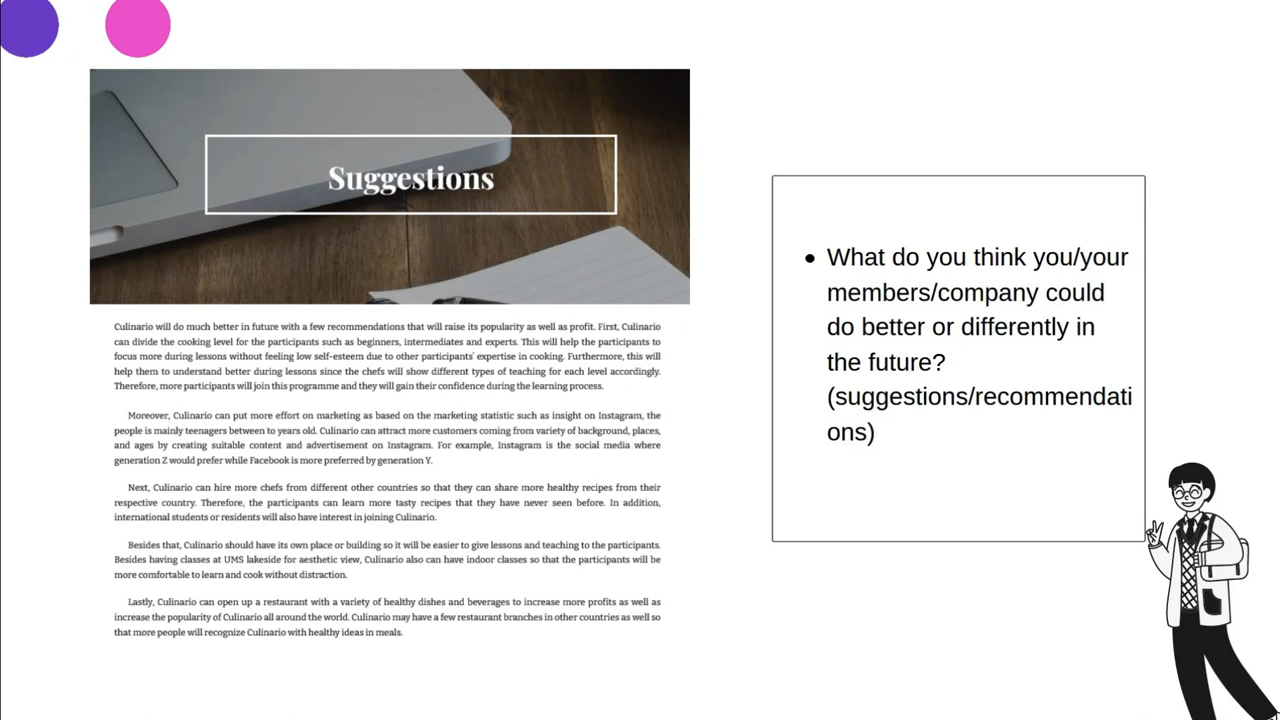 Suggestions
Culinario will do much better in future with a few recommendations that will raise its popularity as well as profit. First, Culinario
can divide the cooking level for the participants such as beginners, intermediates and experts. This will help the participants to
focus more during lessons without feeling low self-esteem due to other participants' expertise in cooking. Furthermore, this will
help them to understand better during lessons since the chefs will show different types of teaching for each level accordingly.
Therefore, more participants will join this programme and they will gain their confidence during the learning process.
Moreover, Culinario can put more effort on marketing as based on the marketing statistic such as insight on Instagram, the
people is mainly teenagers between to years old. Culinario can attract more customers coming from variety of background, places,
and ages by creating suitable content and advertisement on Instagram. For example, Instagram is the social media where
generation Z would prefer while Facebook is more preferred by generation Y.
Next, Culinario can hire more chefs from different other countries so that they can share more healthy recipes from their
respective country. Therefore, the participants can learn more tasty recipes that they have never seen before. In addition,
international students or residents will also have interest in joining Culinario.
Besides that, Culinario should have its own place or building so it will be easier to give lessons and teaching to the participants.
Besides having classes at UMS lakeside for aesthetic view, Culinario also can have indoor classes so that the participants will be
more comfortable to learn and cook without distraction.
Lastly, Culinario can open up a restaurant with a variety of healthy dishes and beverages to increase more profits as well as
increase the popularity of Culinario all around the world. Culinario may have a few restaurant branches in other countries as well so
that more people will recognize Culinario with healthy ideas in meals.
• What do you think you/your
members/company could
do better or differently in
the future?
(suggestions/recommendati
ons)